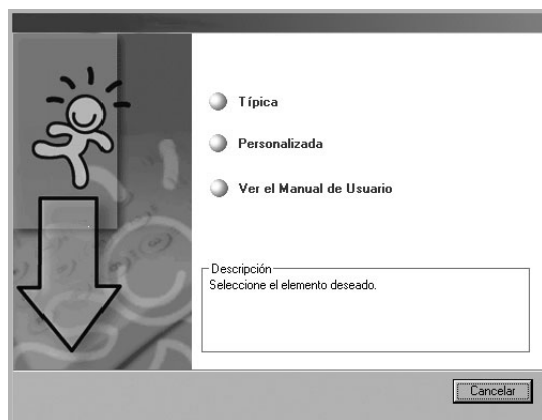 Típica
Personalizada
Ver el Manual de Usuario
Descripción
Seleccione el elemento deseado.
Cancelar